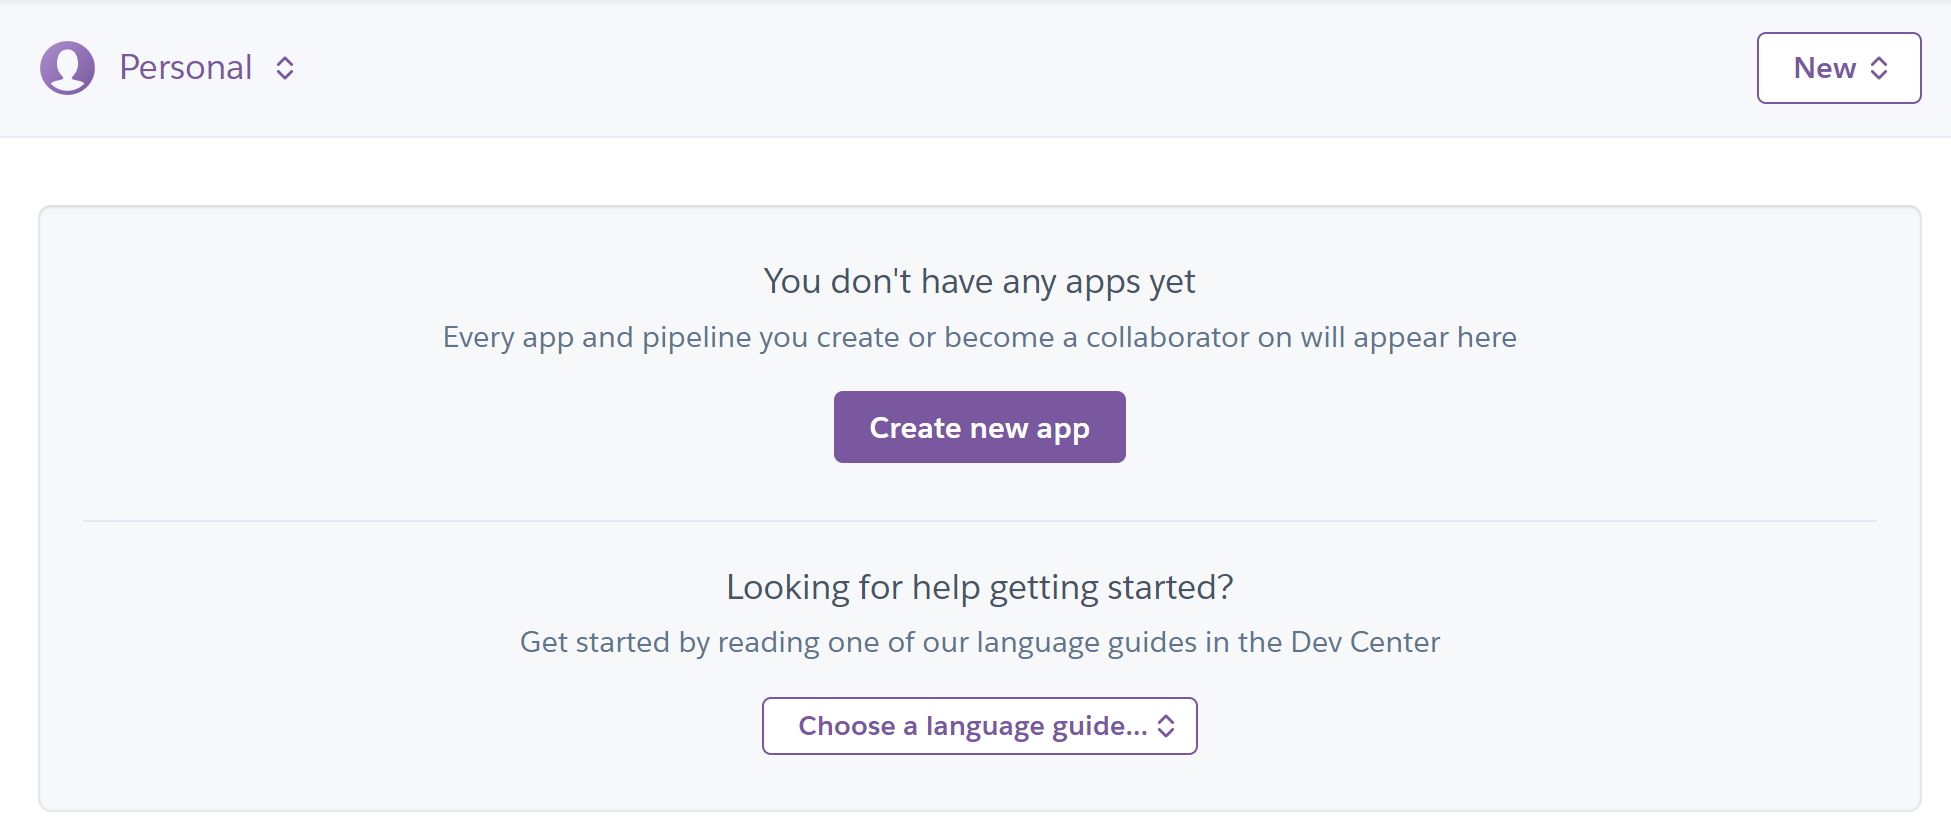 Personal
New
You don't have any apps yet
Every app and pipeline you create or become a collaborator on will appear here
Create new app
Looking for help getting started?
Get started by reading one of our language guides in the Dev Center
Choose a language guide...